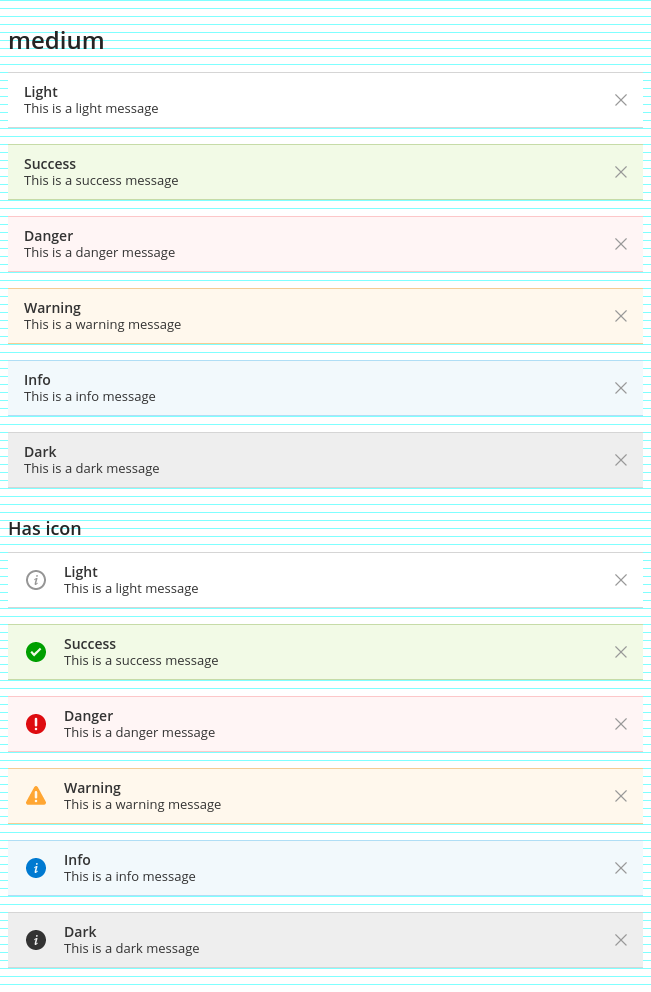 medium
Light
This is a light message
Success
This is a success message
Danger
This is a danger message
Warning
This is a warning message
Info
This is a info message
Dark
This is a dark message
Has icon
Light
This is a light message
Success
This is a success message
Danger
This is a danger message
Warning
This is a warning message
Info
This is a info message
Dark
This is a dark message